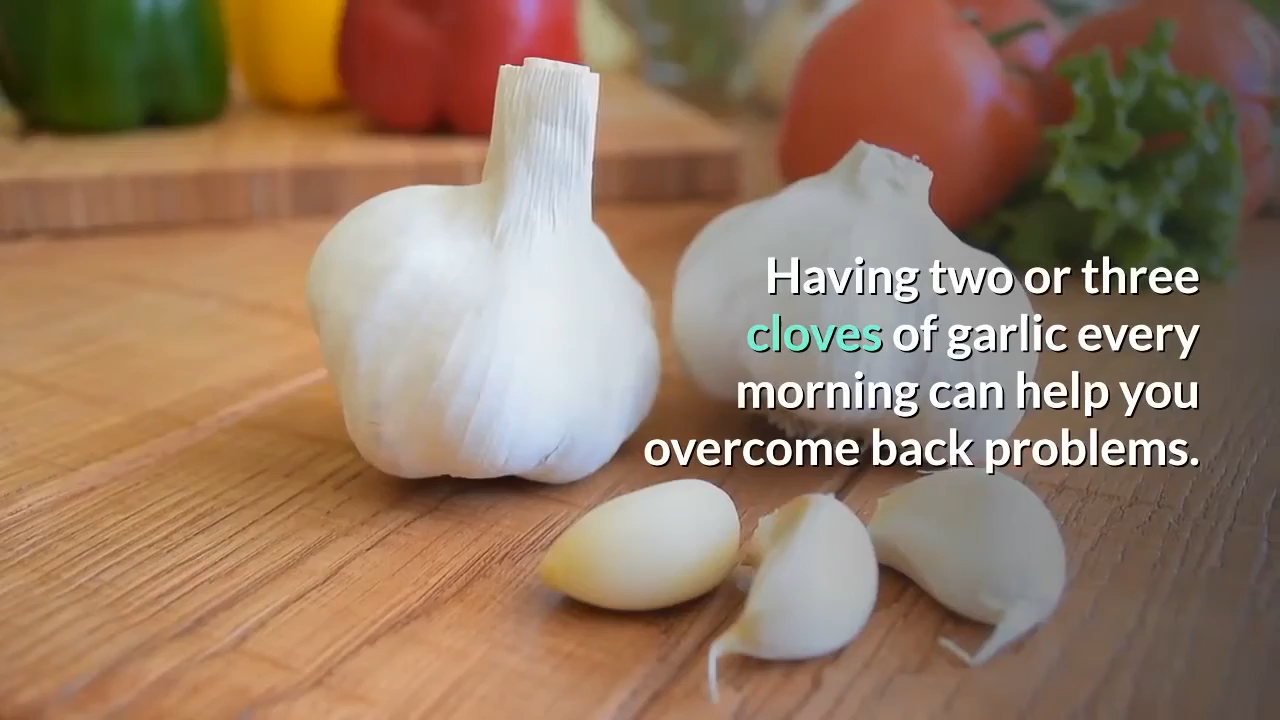 Having two or three
cloves of garlic every
morning can help you
overcome back problems.